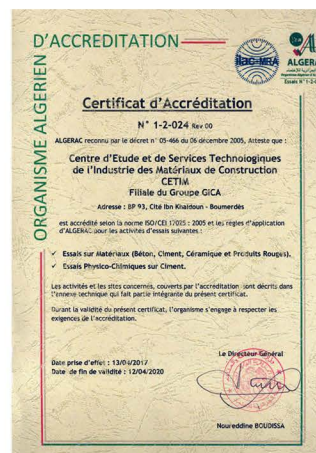 D'ACCREDITATION
ORGANISME ALGERIEN
ilac-MRA
ALGERA
Certificat d'Accréditation
N° 1-2-024 Rev 00
ALGERAC reconnu par le décret n° 05-466 du 06 décembre 2005, Atteste que :
Centre d'Etude et de Services Technologiques
de l'Industrie des Matériaux de Construction
CETIM
Filiale du Groupe GICA
Adresse : BP 93, Cité Ibn Khaldoun - Boumerdès
est accrédité selon la norme ISO/CEI 17025 : 2005 et les règles d'application
d'ALGERAC pour les activités d'essais suivantes :
✓ Essais sur Matériaux (Béton, Ciment, Céramique et Produits Rouges).
✓ Essais Physico-Chimiques sur Ciment.
Les activités et les sites concernés, couverts par l'accréditation sont décrits dans
l'annexe technique qui fait partie intégrante du présent certificat.
Durant la validité du présent certificat, l'organisme s'engage à respecter les
exigences de l'accréditation.
Le Directeur Général
Date prise d'effet : 13/04/2017
Date de fin de validité : 12/04/2020
Noureddine BOUDISSA